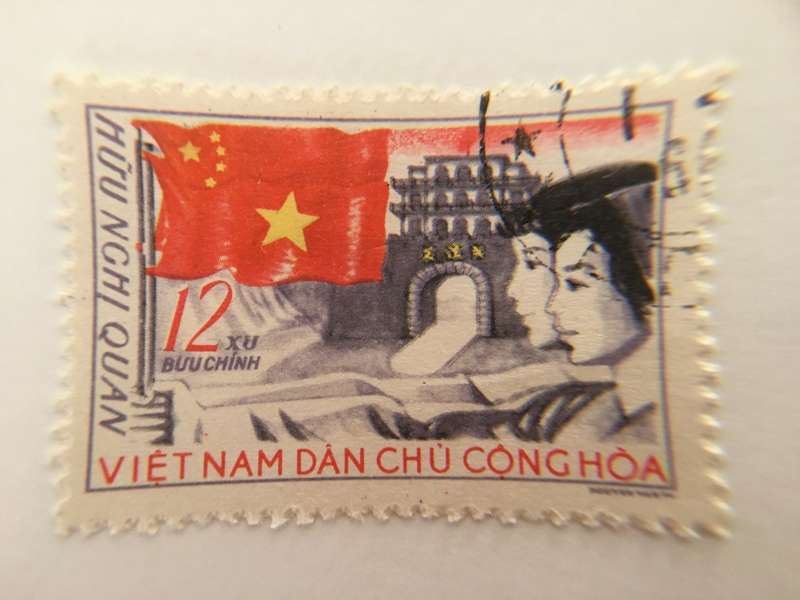 HỮU NGHỊ QUAN
12 XU
BƯU CHÍNH
VIỆT NAM DÂN CHỦ CỘNG HÒA